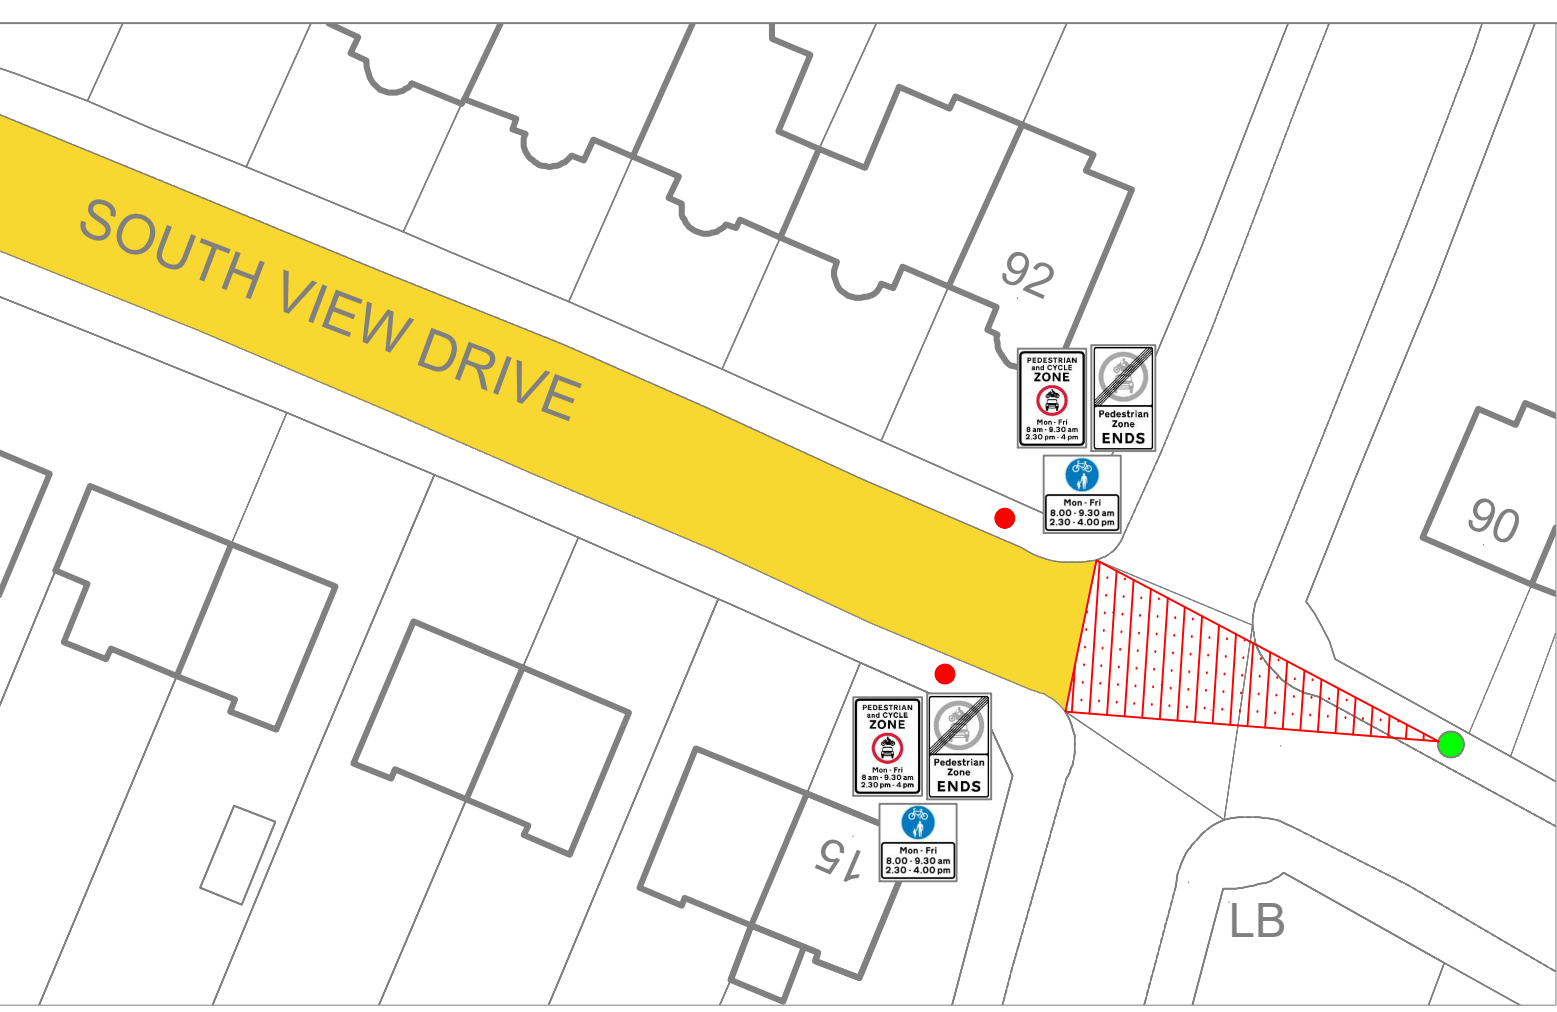 SOUTH VIEW DRIVE
92
PEDESTRIAN
and CYCLE
ZONE
Mon - Fri
8 am - 9.30 am
2.30 pm - 4 pm
Pedestrian
Zone
ENDS
Mon - Fri
8.00 - 9.30 am
2.30 - 4.00 pm
90
PEDESTRIAN
and CYCLE
ZONE
Mon - Fri
8 am - 9.30 am
2.30 pm - 4 pm
Pedestrian
Zone
ENDS
15
Mon - Fri
8.00 - 9.30 am
2.30 - 4.00 pm
LB